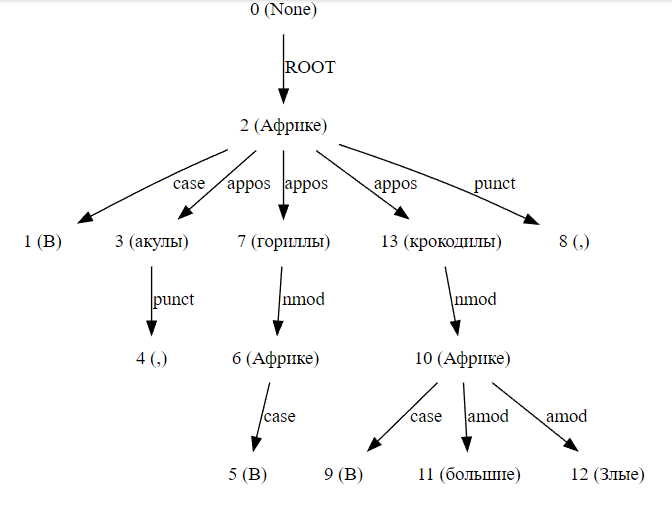 0 (None)
ROOT
2 (Африке)
case appos appos appos punct
1 (В) 3 (акулы) 7 (гориллы) 13 (крокодилы) 8 (,)
punct nmod nmod
4 (,) 6 (Африке) 10 (Африке)
case case amod amod
5 (В) 9 (В) 11 (большие) 12 (Злые)